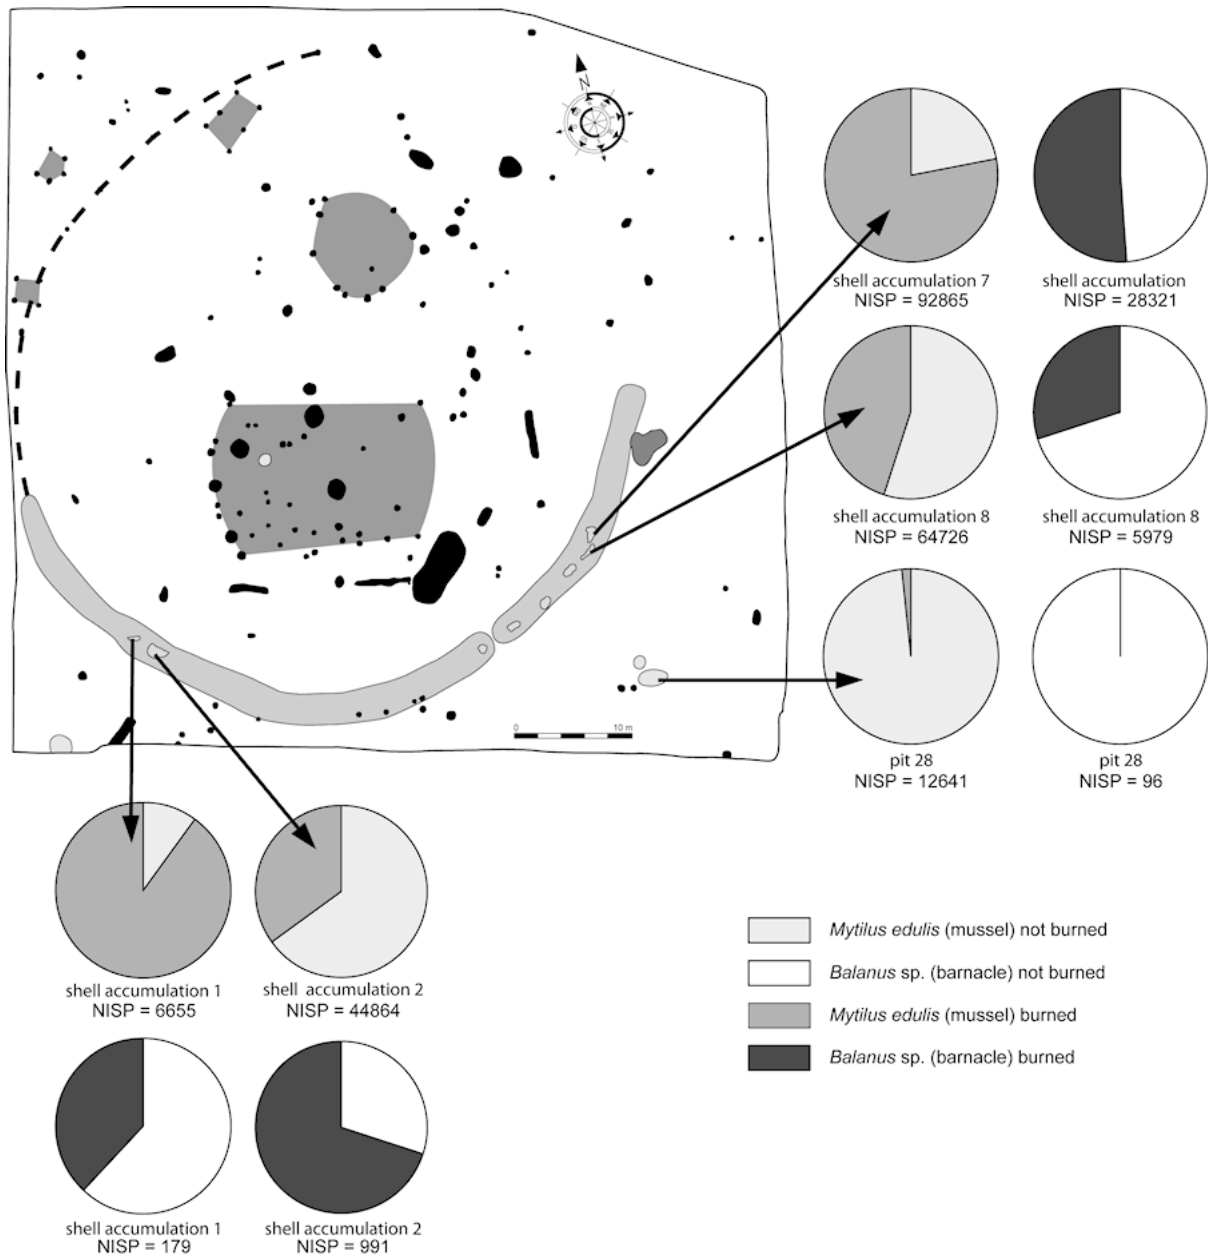 N
shell accumulation 7
NISP = 92865
shell accumulation
NISP = 28321
shell accumulation 8
NISP = 64726
shell accumulation 8
NISP = 5979
0 10 m
pit 28
NISP = 12641
pit 28
NISP = 96
shell accumulation 1
NISP = 6655
shell accumulation 2
NISP = 44864
Mytilus edulis (mussel) not burned
Balanus sp. (barnacle) not burned
Mytilus edulis (mussel) burned
Balanus sp. (barnacle) burned
shell accumulation 1
NISP = 179
shell accumulation 2
NISP = 991